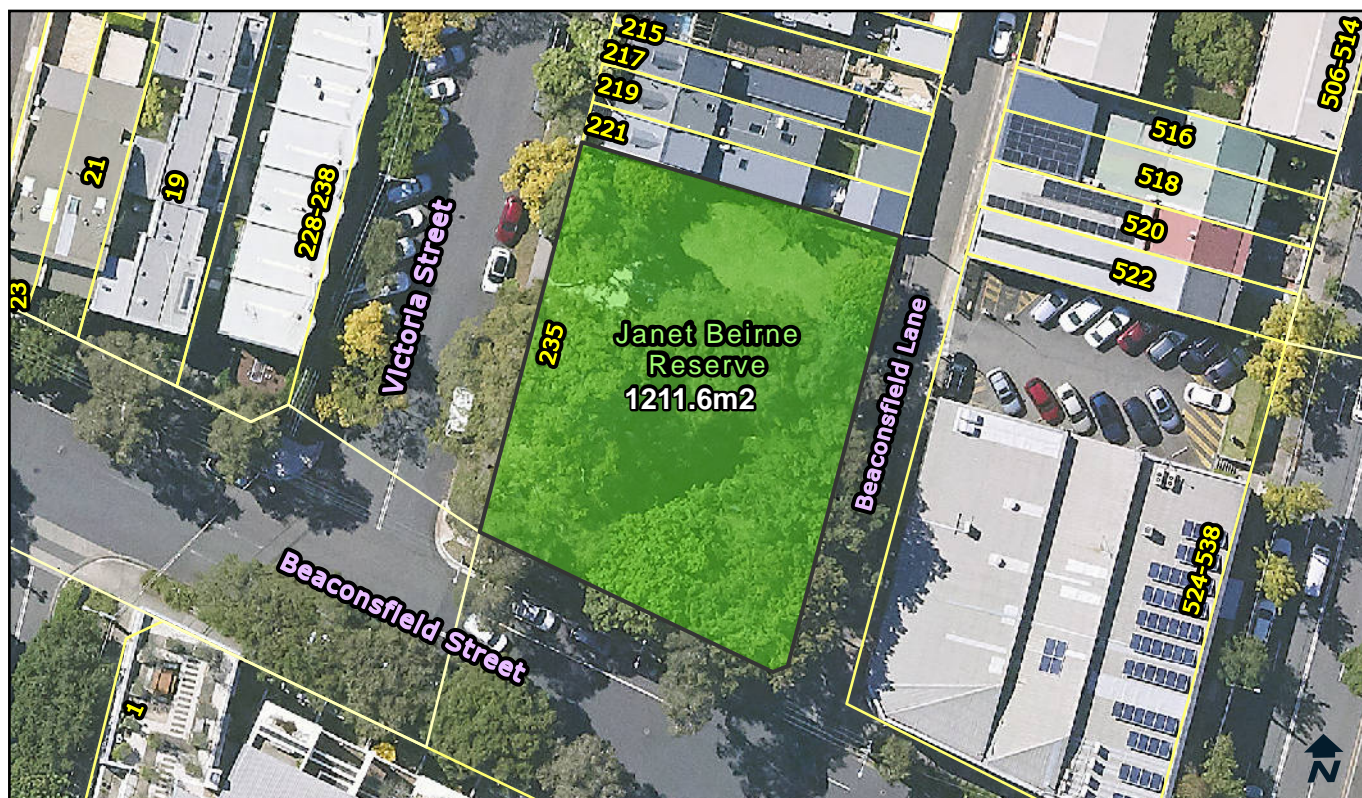 215
217
219
221
506-514
516
518
520
522
21
19
228-238
23
Victoria Street
235
Janet Beirne
Reserve
1211.6m2
Beaconsfield Lane
Beaconsfield Street
524-538
1
N